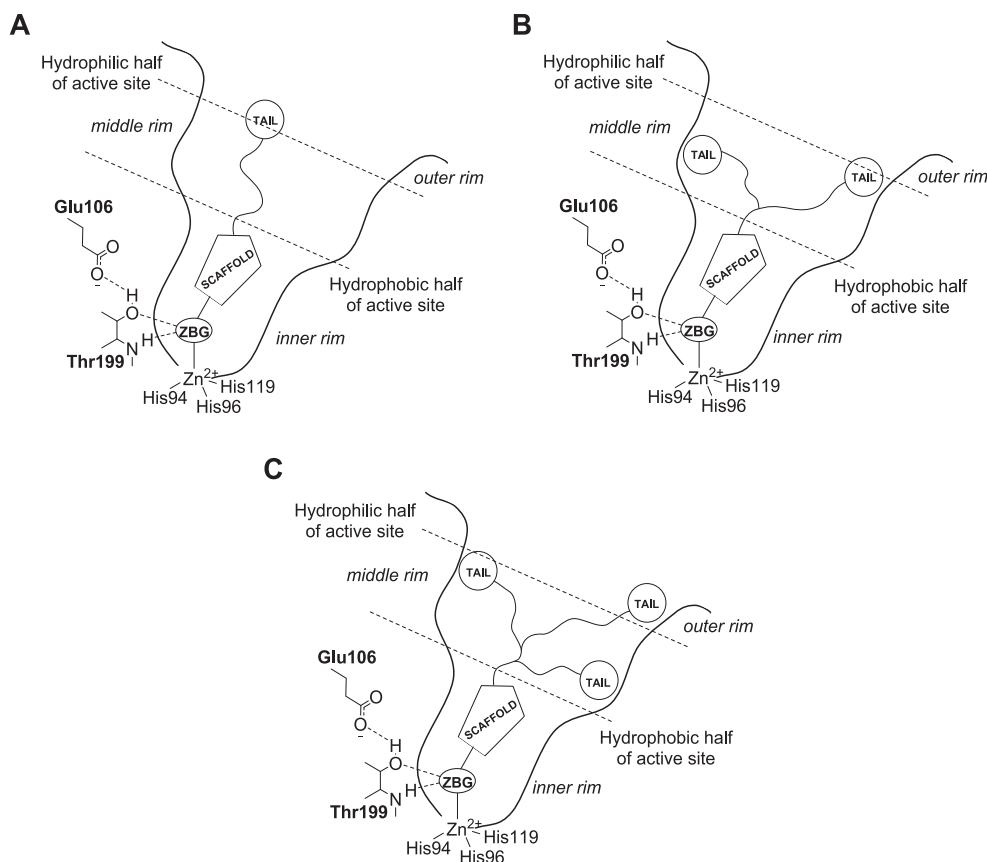 A
Hydrophilic half
of active site
middle rim
TAIL
outer rim
Glu106
O
O
−
H
O
H
N
Thr199
SCAFFOLD
ZBG
Hydrophobic half
of active site
inner rim
Zn2+
His94
His119
His96
B
Hydrophilic half
of active site
middle rim
TAIL
TAIL
outer rim
Glu106
O
O
−
H
O
H
N
Thr199
SCAFFOLD
ZBG
Hydrophobic half
of active site
inner rim
Zn2+
His94
His119
His96
C
Hydrophilic half
of active site
middle rim
TAIL
TAIL
outer rim
TAIL
Glu106
O
O
−
H
O
H
N
Thr199
SCAFFOLD
ZBG
Hydrophobic half
of active site
inner rim
Zn2+
His94
His119
His96